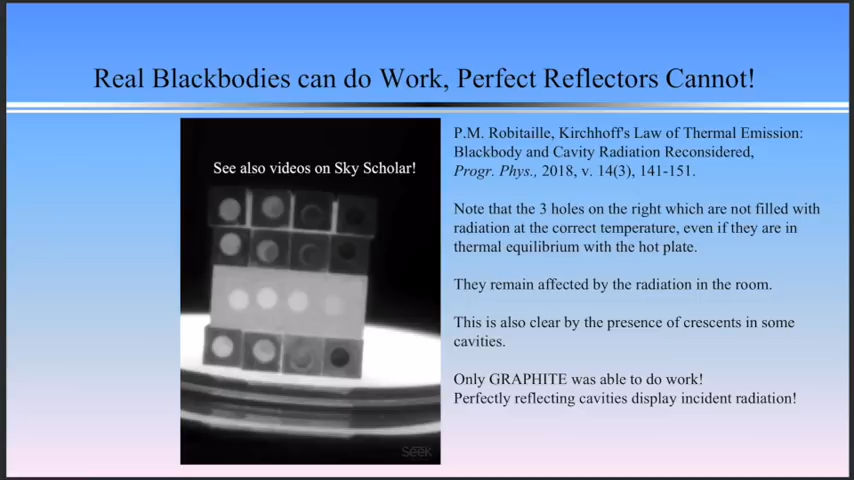 Real Blackbodies can do Work, Perfect Reflectors Cannot!
See also videos on Sky Scholar!
P.M. Robitaille, Kirchhoff's Law of Thermal Emission:
Blackbody and Cavity Radiation Reconsidered,
Progr. Phys., 2018, v. 14(3), 141-151.
Note that the 3 holes on the right which are not filled with
radiation at the correct temperature, even if they are in
thermal equilibrium with the hot plate.
They remain affected by the radiation in the room.
This is also clear by the presence of crescents in some
cavities.
Only GRAPHITE was able to do work!
Perfectly reflecting cavities display incident radiation!
Seek